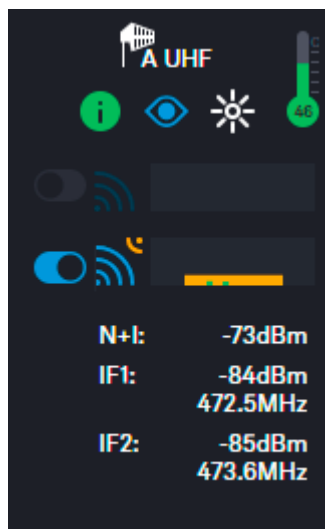 A UHF
C
46
N+I: -73dBm
IF1: -84dBm
472.5MHz
IF2: -85dBm
473.6MHz